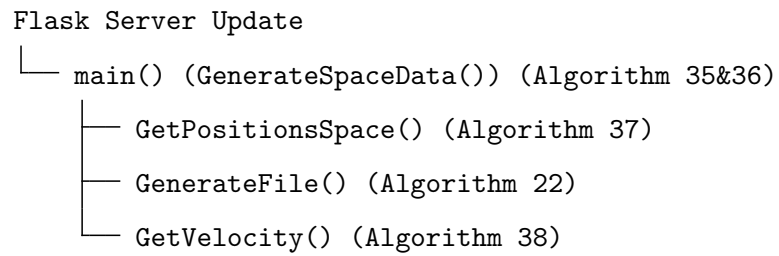 Flask Server Update
main() (GenerateSpaceData()) (Algorithm 35&36)
GetPositionsSpace() (Algorithm 37)
GenerateFile() (Algorithm 22)
GetVelocity() (Algorithm 38)